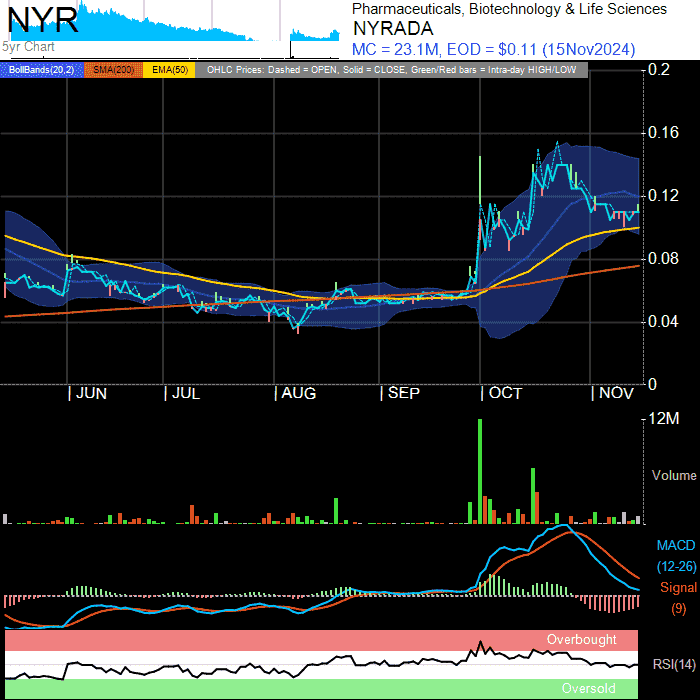 NYR
Pharmaceuticals, Biotechnology & Life Sciences
NYRADA
5yr Chart
MC = 23.1M, EOD = $0.11 (15Nov2024)
BollBands(20,2) SMA(200) EMA(50) OHLC Prices: Dashed = OPEN, Solid = CLOSE, Green/Red bars = Intra-day HIGH/LOW
0.2
0.16
0.12
0.08
0.04
0
JUN JUL AUG SEP OCT NOV
12M
Volume
MACD
(12-26)
Signal
(9)
Overbought
RSI(14)
Oversold